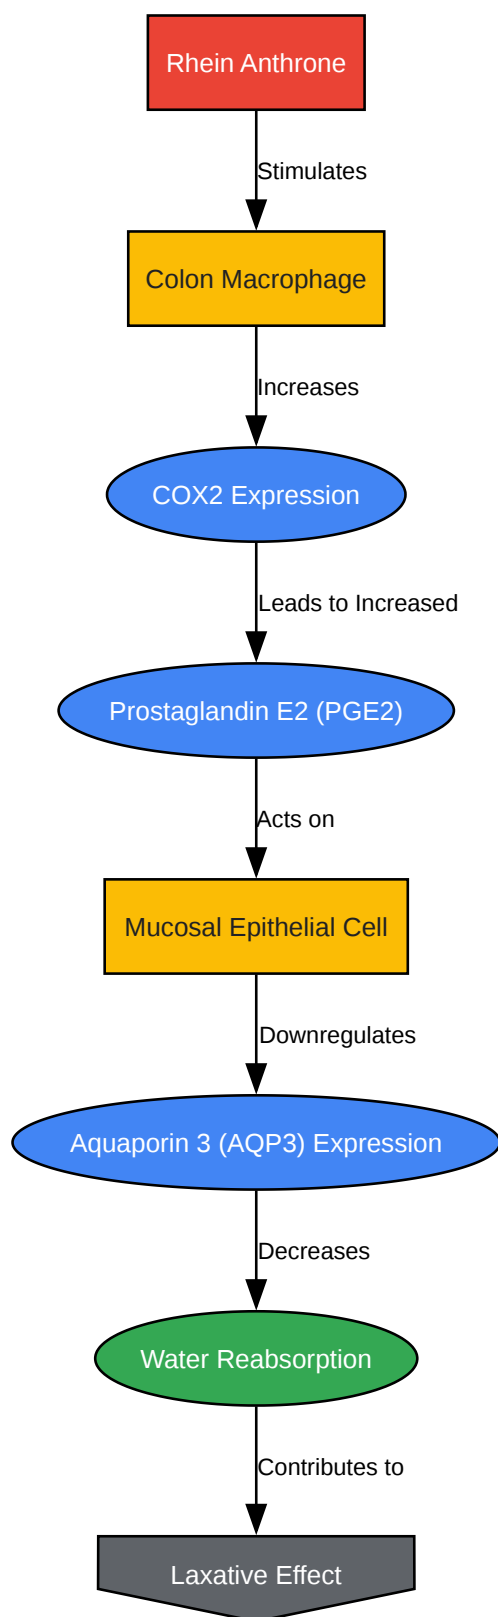 Rhein Anthrone
Stimulates
Colon Macrophage
Increases
COX2 Expression
Leads to Increased
Prostaglandin E2 (PGE2)
Acts on
Mucosal Epithelial Cell
Downregulates
Aquaporin 3 (AQP3) Expression
Decreases
Water Reabsorption
Contributes to
Laxative Effect